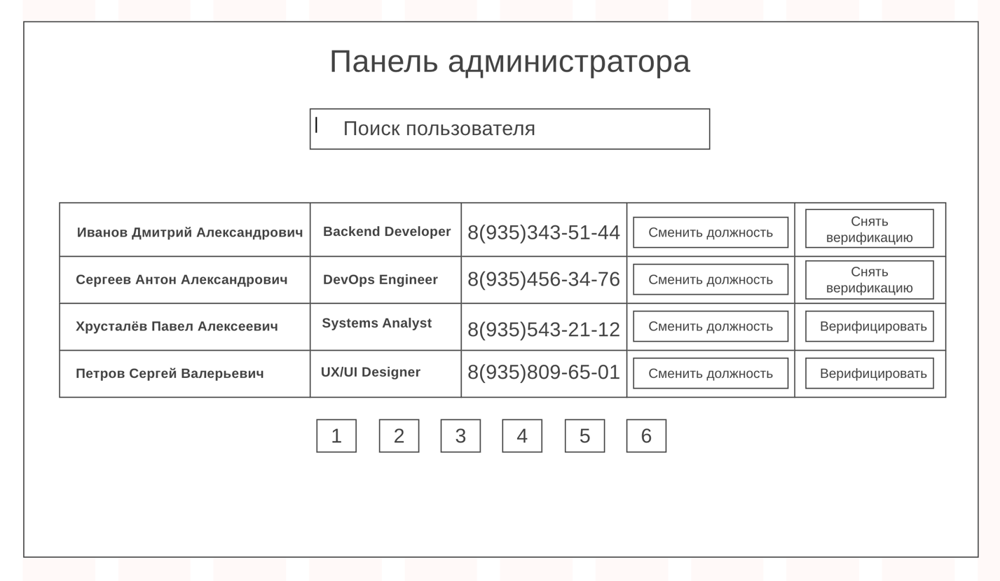 Панель администратора
Поиск пользователя
Иванов Дмитрий Александрович
Backend Developer
8(935)343-51-44
Сменить должность
Снять
верификацию
Сергеев Антон Александрович
DevOps Engineer
8(935)456-34-76
Сменить должность
Снять
верификацию
Хрусталёв Павел Алексеевич
Systems Analyst
8(935)543-21-12
Сменить должность
Верифицировать
Петров Сергей Валерьевич
UX/UI Designer
8(935)809-65-01
Сменить должность
Верифицировать
1 2 3 4 5 6